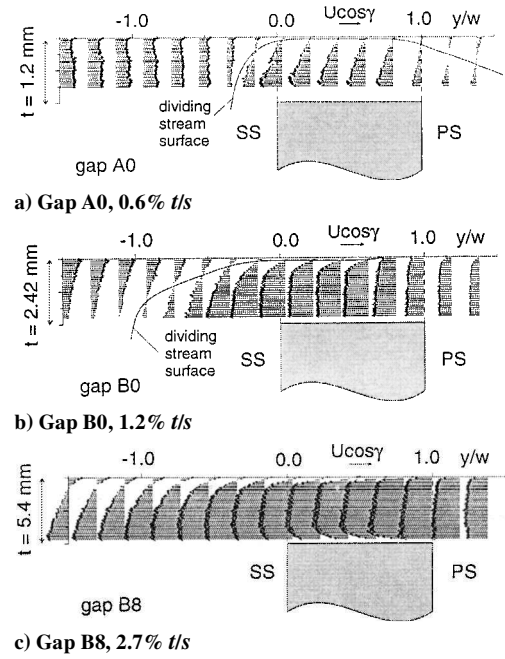 -1.0 0.0 Ucosγ 1.0 y/w
t = 1.2 mm
dividing
stream
surface
SS PS
gap A0
a) Gap A0, 0.6% t/s
-1.0 0.0 Ucosγ 1.0 y/w
t = 2.42 mm
dividing
stream
surface
SS PS
gap B0
b) Gap B0, 1.2% t/s
-1.0 0.0 Ucosγ 1.0 y/w
t = 5.4 mm
SS PS
gap B8
c) Gap B8, 2.7% t/s